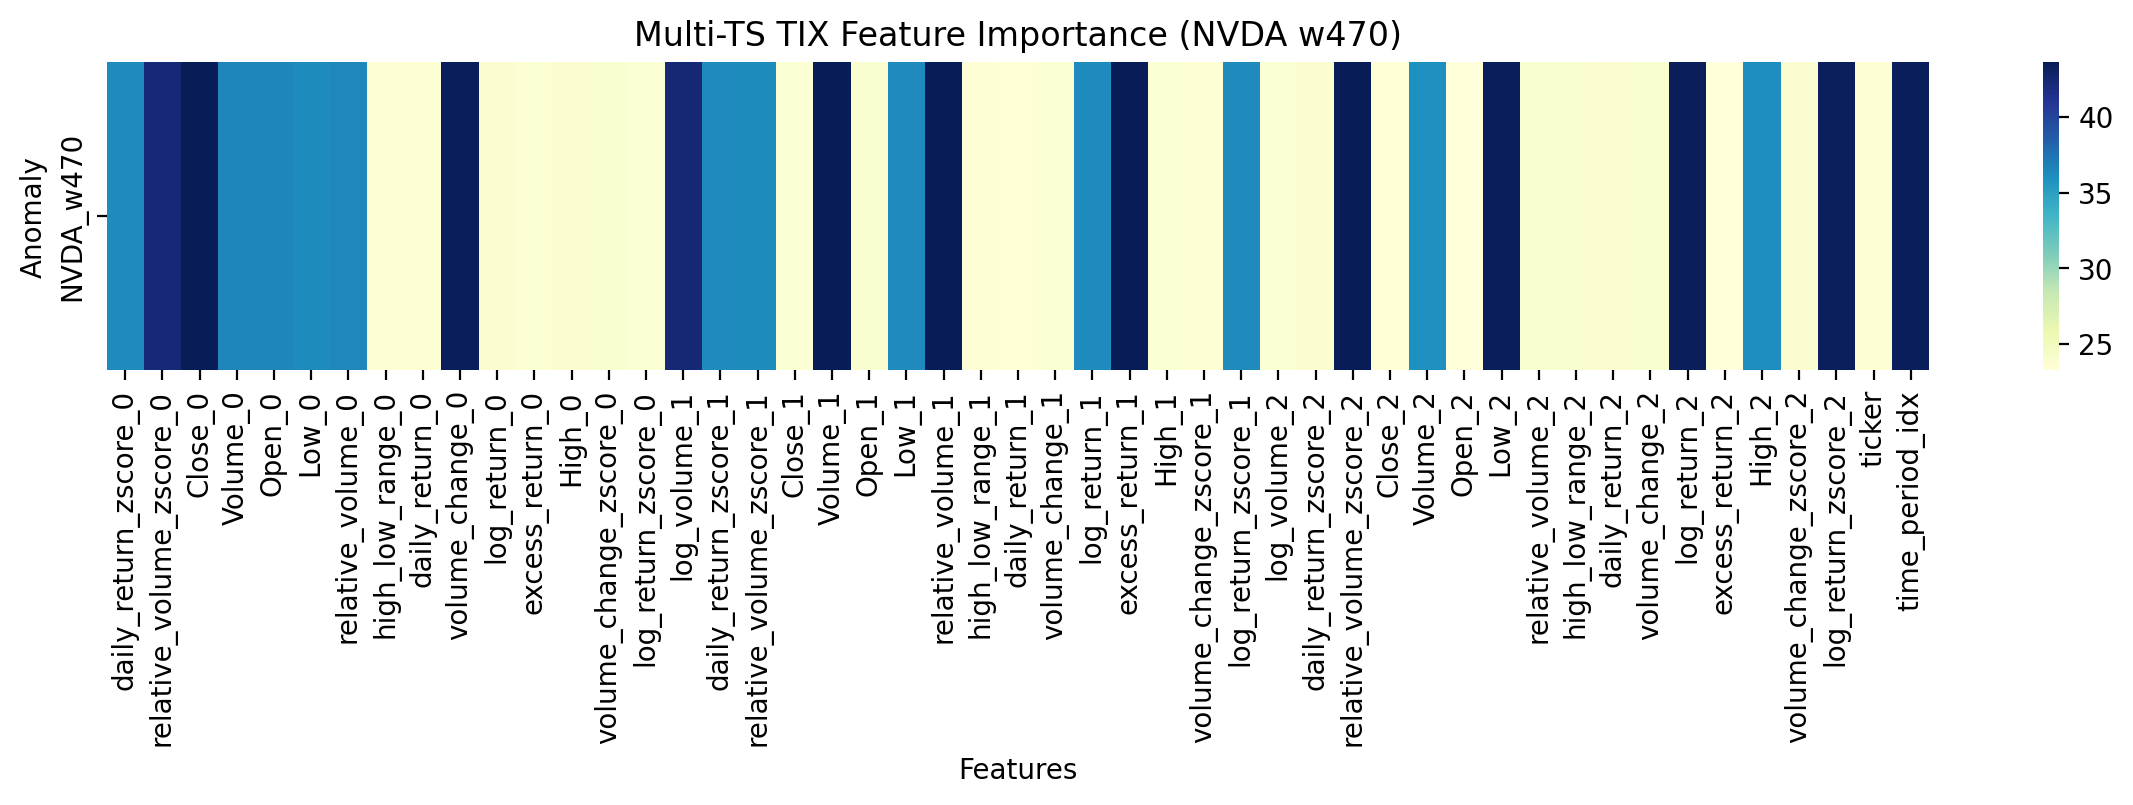 Multi-TS TIX Feature Importance (NVDA w470)
Anomaly
NVDA_w470
40
35
30
25
daily_return_zscore_0
relative_volume_zscore_0
Close_0
Volume_0
Open_0
Low_0
relative_volume_0
high_low_range_0
daily_return_0
volume_change_0
log_return_0
excess_return_0
High_0
volume_change_zscore_0
log_return_zscore_0
log_volume_1
daily_return_zscore_1
relative_volume_zscore_1
Close_1
Volume_1
Open_1
Low_1
relative_volume_1
high_low_range_1
daily_return_1
volume_change_1
log_return_1
excess_return_1
High_1
volume_change_zscore_1
log_return_zscore_1
log_volume_2
daily_return_zscore_2
relative_volume_zscore_2
Close_2
Volume_2
Open_2
Low_2
relative_volume_2
high_low_range_2
daily_return_2
volume_change_2
log_return_2
excess_return_2
High_2
volume_change_zscore_2
log_return_zscore_2
ticker
time_period_idx
Features